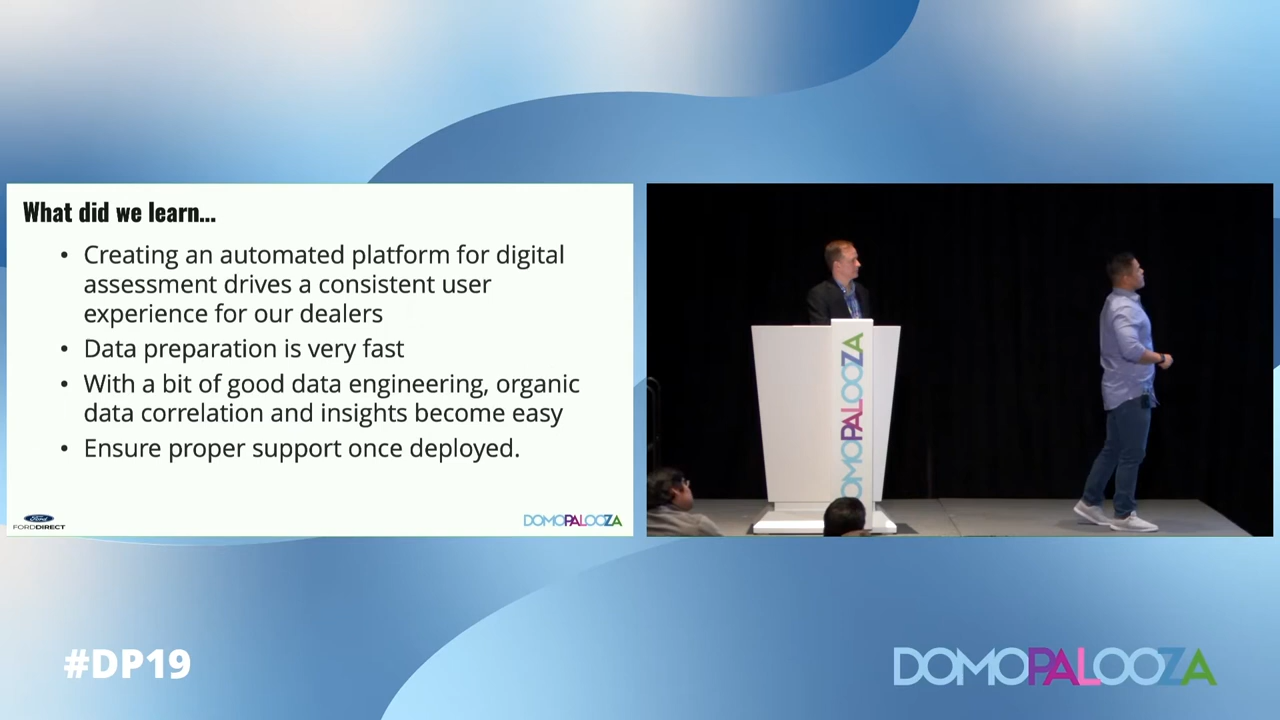 What did we learn...
• Creating an automated platform for digital
assessment drives a consistent user
experience for our dealers
• Data preparation is very fast
• With a bit of good data engineering, organic
data correlation and insights become easy
• Ensure proper support once deployed.
Ford
FORDDIRECT
DOMOPALOOZA
OMOPALOOZA
#DP19
DOMOPALOOZA